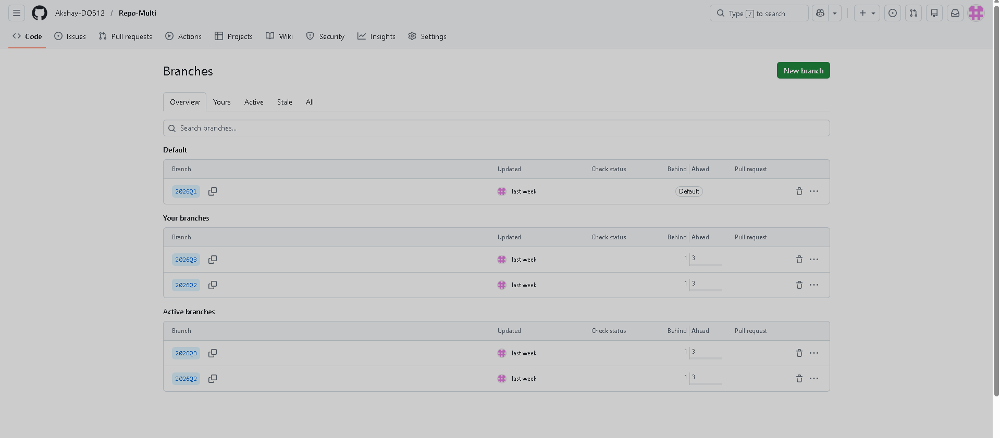 Akshay-DO512 / Repo-Multi
Type / to search
Code Issues Pull requests Actions Projects Wiki Security Insights Settings
Branches
New branch
Overview Yours Active Stale All
Search branches...
Default
Branch Updated Check status Behind Ahead Pull request
2026Q1 last week Default
Your branches
Branch Updated Check status Behind Ahead Pull request
2026Q3 last week 1 3
2026Q2 last week 1 3
Active branches
Branch Updated Check status Behind Ahead Pull request
2026Q3 last week 1 3
2026Q2 last week 1 3